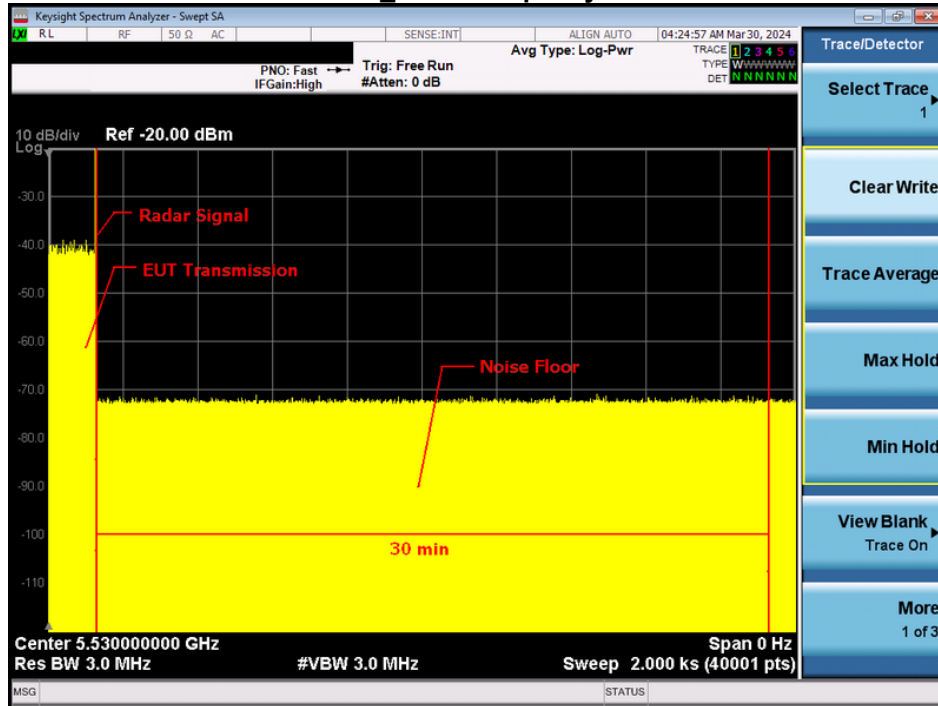 Keysight Spectrum Analyzer - Swept SA
LXI RL RF 50 Ω AC SENSE:INT ALIGN AUTO 04:24:57 AM Mar 30, 2024
Avg Type: Log-Pwr
TRACE 1 2 3 4 5 6
TYPE WWWWWW
DET N N N N N N
PNO: Fast
IFGain:High
Trig: Free Run
#Atten: 0 dB
10 dB/div Ref -20.00 dBm
Log
-30.0
-40.0
-50.0
-60.0
-70.0
-80.0
-90.0
-100
-110
Radar Signal
EUT Transmission
Noise Floor
30 min
Center 5.530000000 GHz Span 0 Hz
Res BW 3.0 MHz #VBW 3.0 MHz Sweep 2.000 ks (40001 pts)
MSG STATUS
Trace/Detector
Select Trace
1
Clear Write
Trace Average
Max Hold
Min Hold
View Blank
Trace On
More
1 of 3